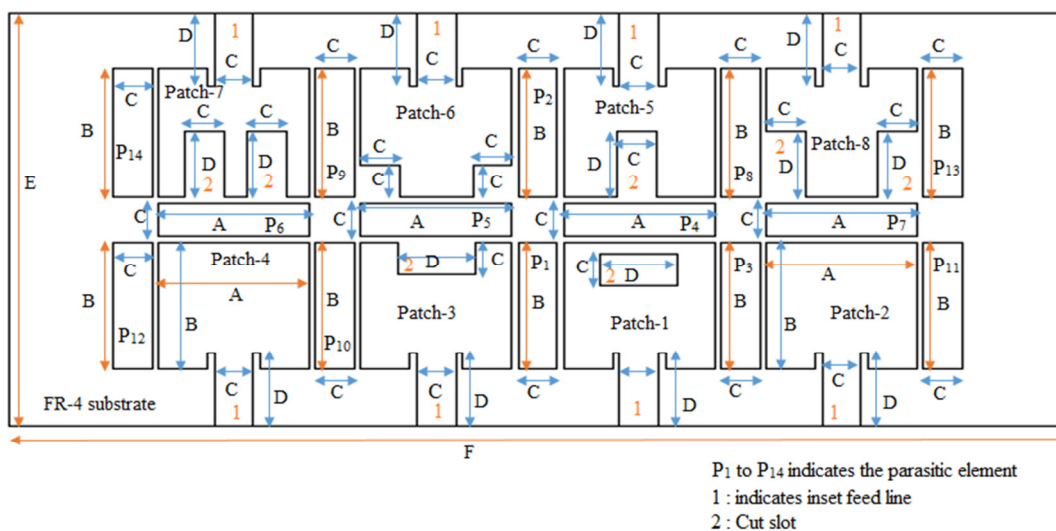 D 1 D 1 D 1 D 1
C C C C C C C C
C Patch-7 Patch-6 P2 Patch-5 Patch-8
B C C B B C B C C B
P14 D D P9 C C D P8 2 D D P13
2 2 2 2
E
C A P6 C A P5 C A P4 C A P7
C Patch-4 2 D C P1 C 2 D P3 A P11
B A B B B B B
B Patch-3 Patch-1 Patch-2
P12 P10
C D C C D C C D C C D C
FR-4 substrate 1 1 1 1
F
P1 to P14 indicates the parasitic element
1 : indicates inset feed line
2 : Cut slot